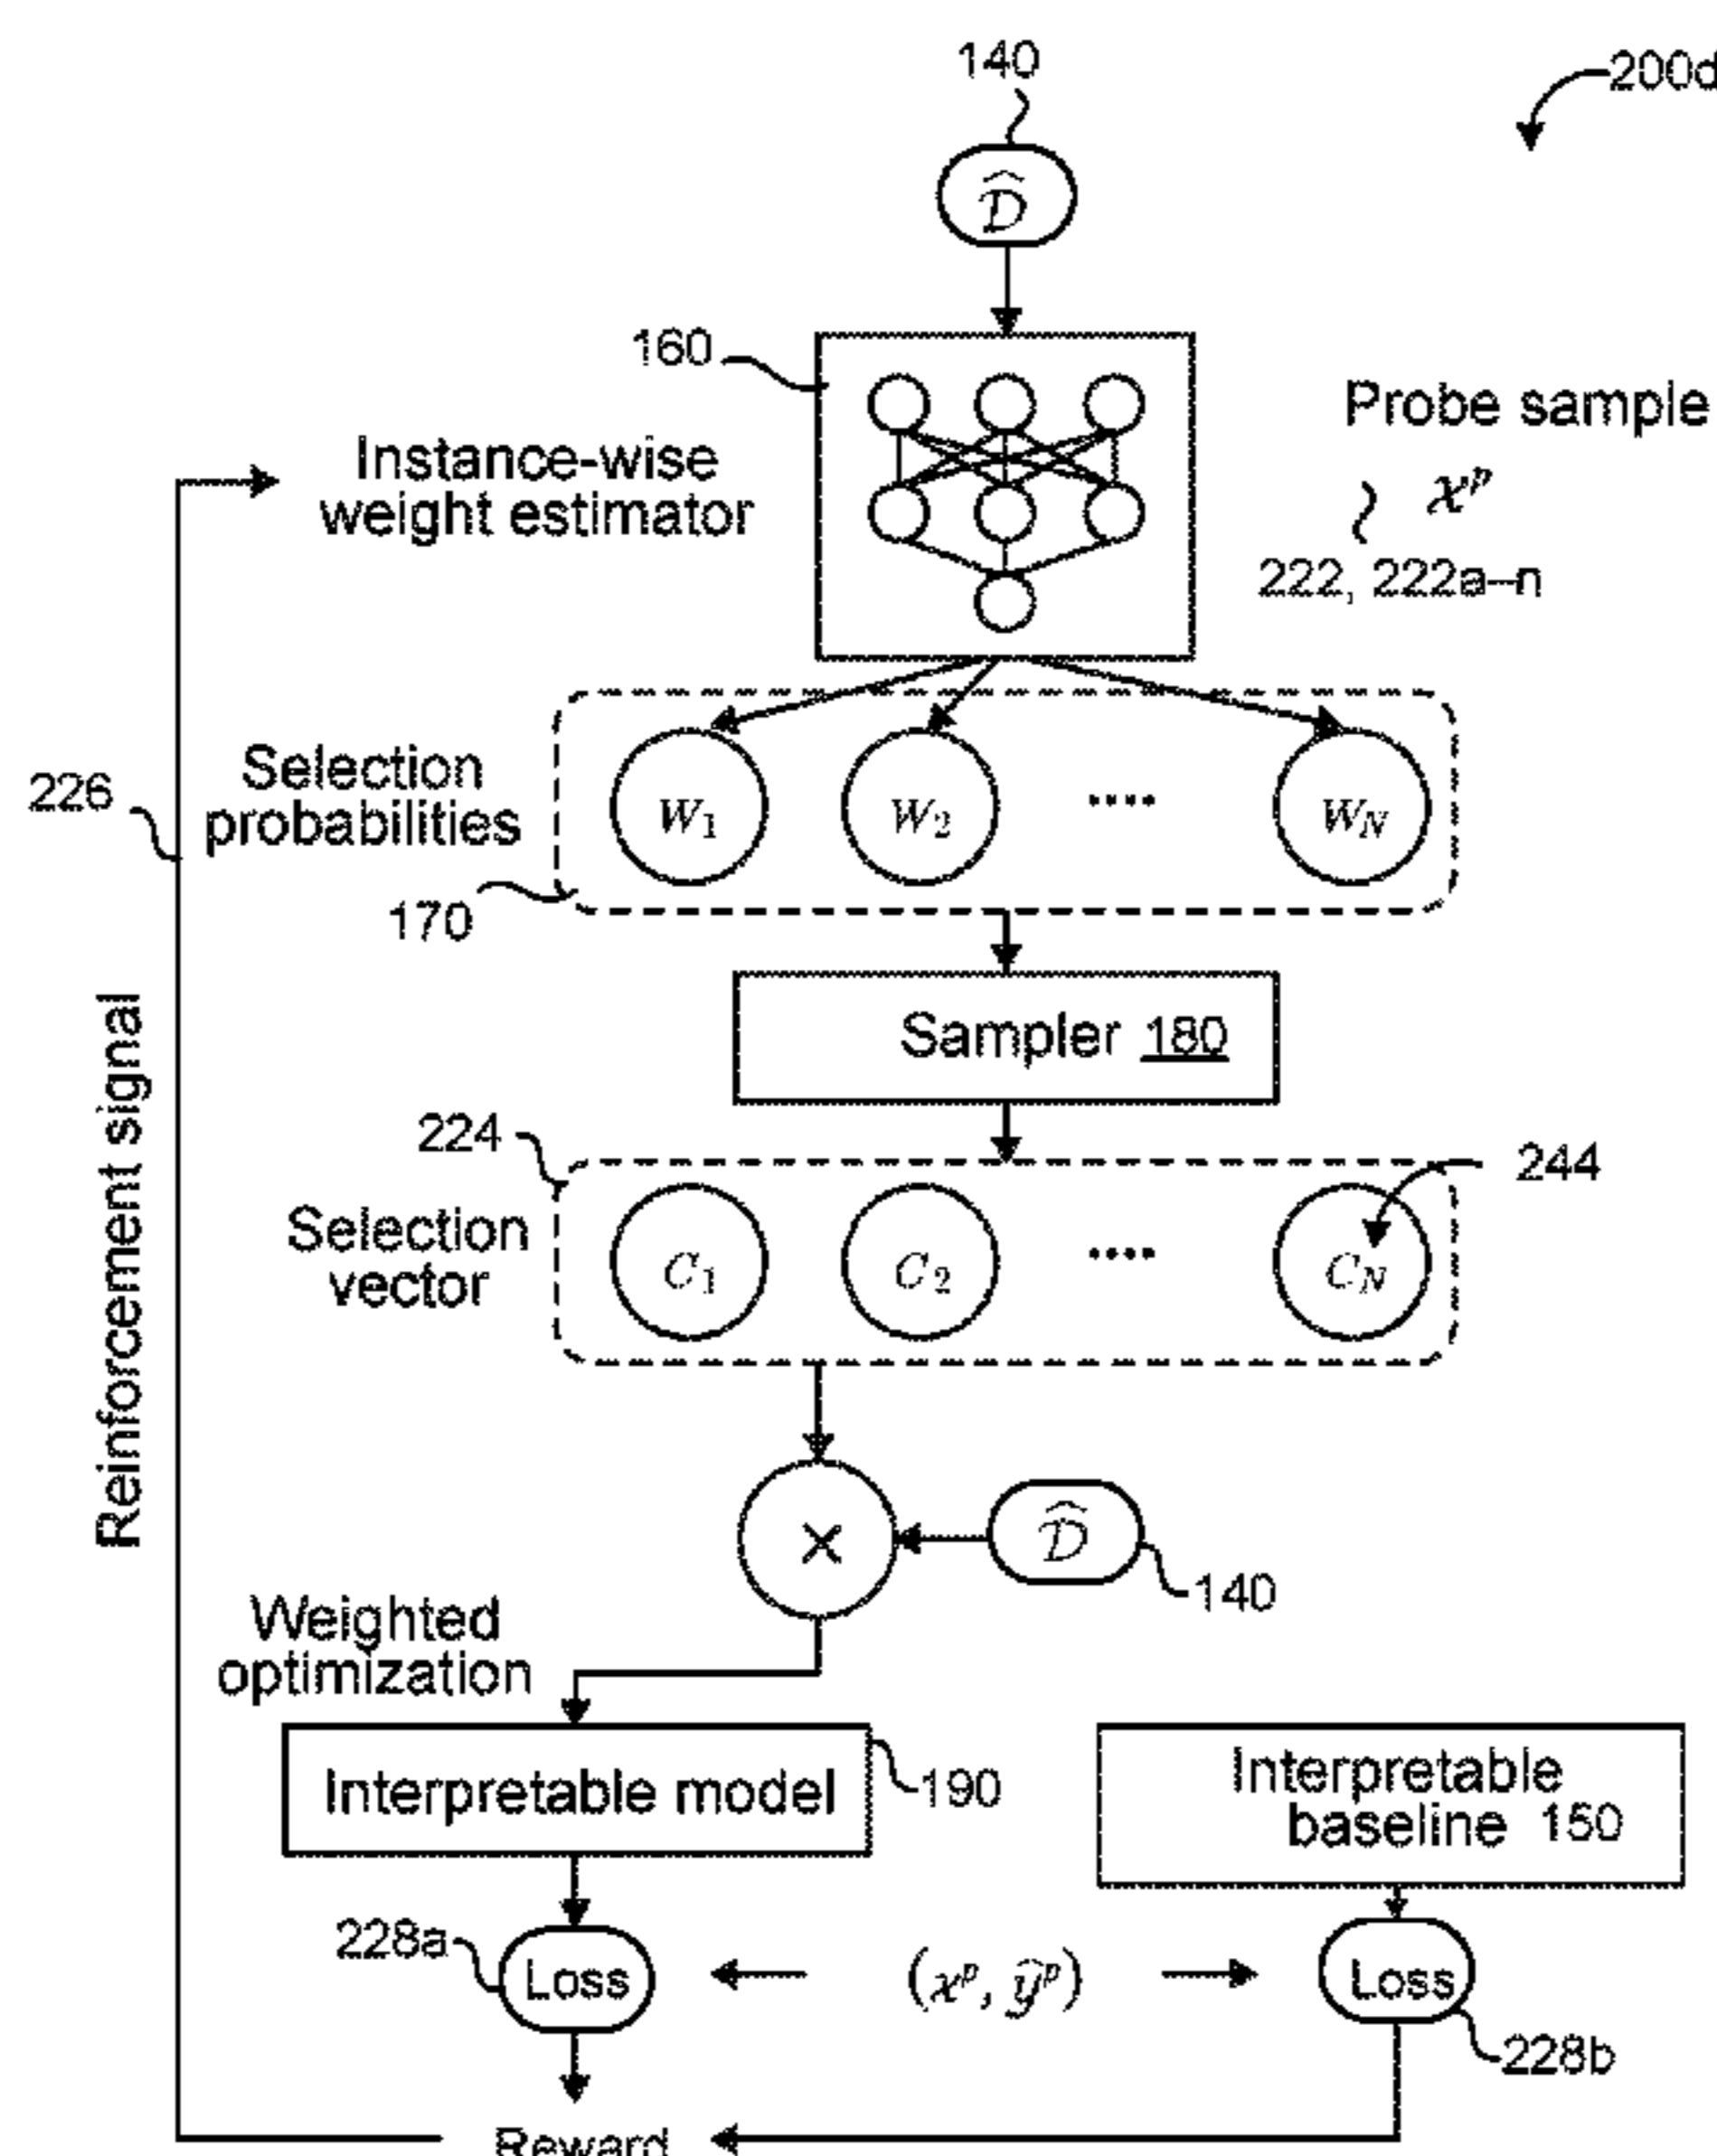 140
200d
D̂
160
Probe sample
Instance-wise
weight estimator
xᵖ
222, 222a–n
226
Selection
probabilities
W₁ W₂ .... W_N
170
Sampler 180
Reinforcement signal
224
244
Selection
vector
C₁ C₂ .... C_N
×
D̂
140
Weighted
optimization
Interpretable model
190
Interpretable
baseline 150
228a
Loss
(xᵖ, ŷᵖ)
Loss
228b
Reward